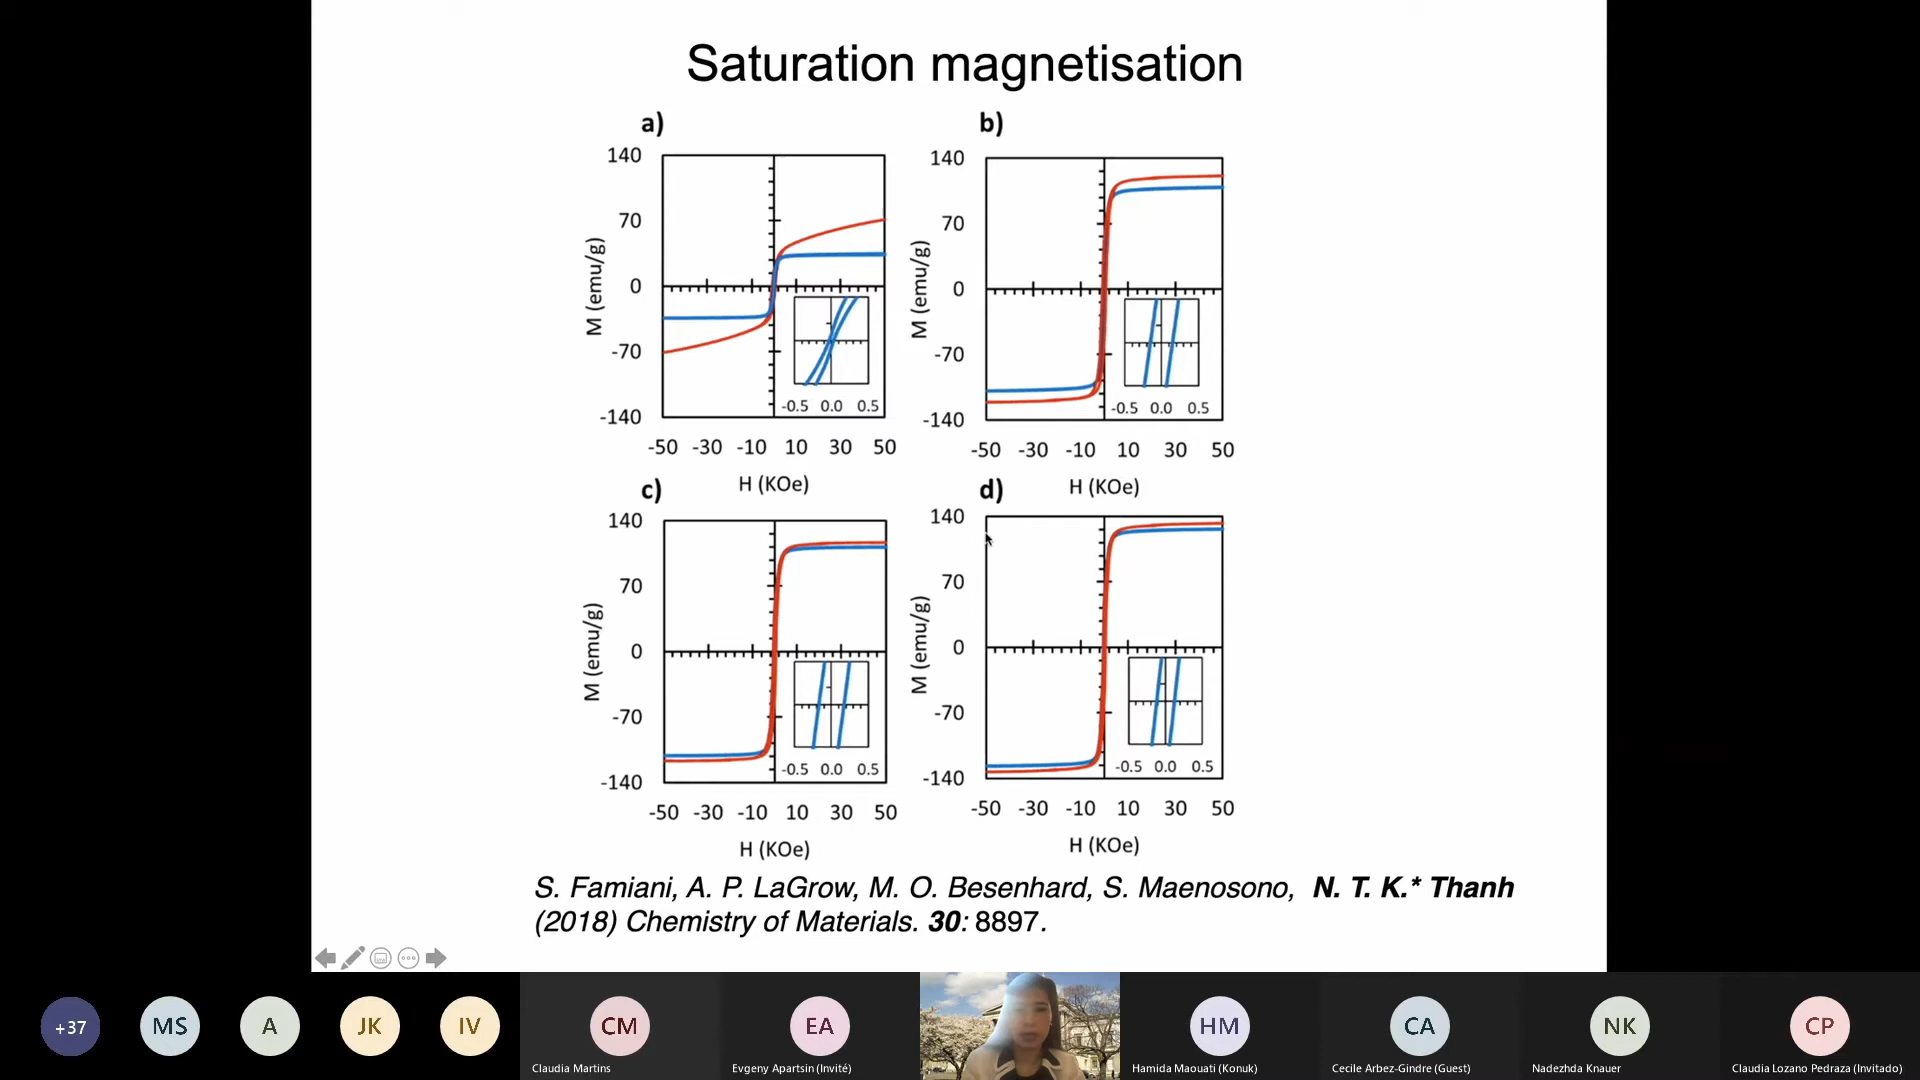 Saturation magnetisation
a)
140
70
0
-70
-140
M (emu/g)
-0.5 0.0 0.5
-50 -30 -10 10 30 50
H (KOe)
b)
140
70
0
-70
-140
M (emu/g)
-0.5 0.0 0.5
-50 -30 -10 10 30 50
H (KOe)
c)
140
70
0
-70
-140
M (emu/g)
-0.5 0.0 0.5
-50 -30 -10 10 30 50
H (KOe)
d)
140
70
0
-70
-140
M (emu/g)
-0.5 0.0 0.5
-50 -30 -10 10 30 50
H (KOe)
S. Famiani, A. P. LaGrow, M. O. Besenhard, S. Maenosono, N. T. K.* Thanh
(2018) Chemistry of Materials. 30: 8897.
+37 MS A JK IV CM EA HM CA NK CP
Claudia Martins Evgeny Apartsin (Invité) Hamida Maouati (Konuk) Cecile Arbez-Gindre (Guest) Nadezhda Knauer Claudia Lozano Pedraza (Invitado)